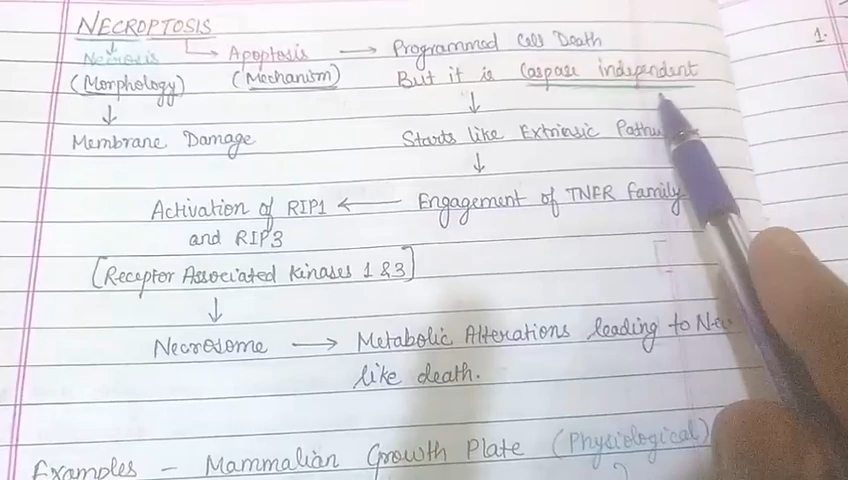 NECROPTOSIS
1.
Necrosis → Apoptosis → Programmed Cell Death
(Morphology) (Mechanism) But it is Caspase independent
Membrane Damage Starts like Extrinsic
Activation of RIP1 ← Engagement of TNFR family
and RIP3
[Receptor Associated Kinases 1 & 3]
Necrosome → Metabolic Alterations leading to
like death.
Examples - Mammalian Growth Plate (Physiological)